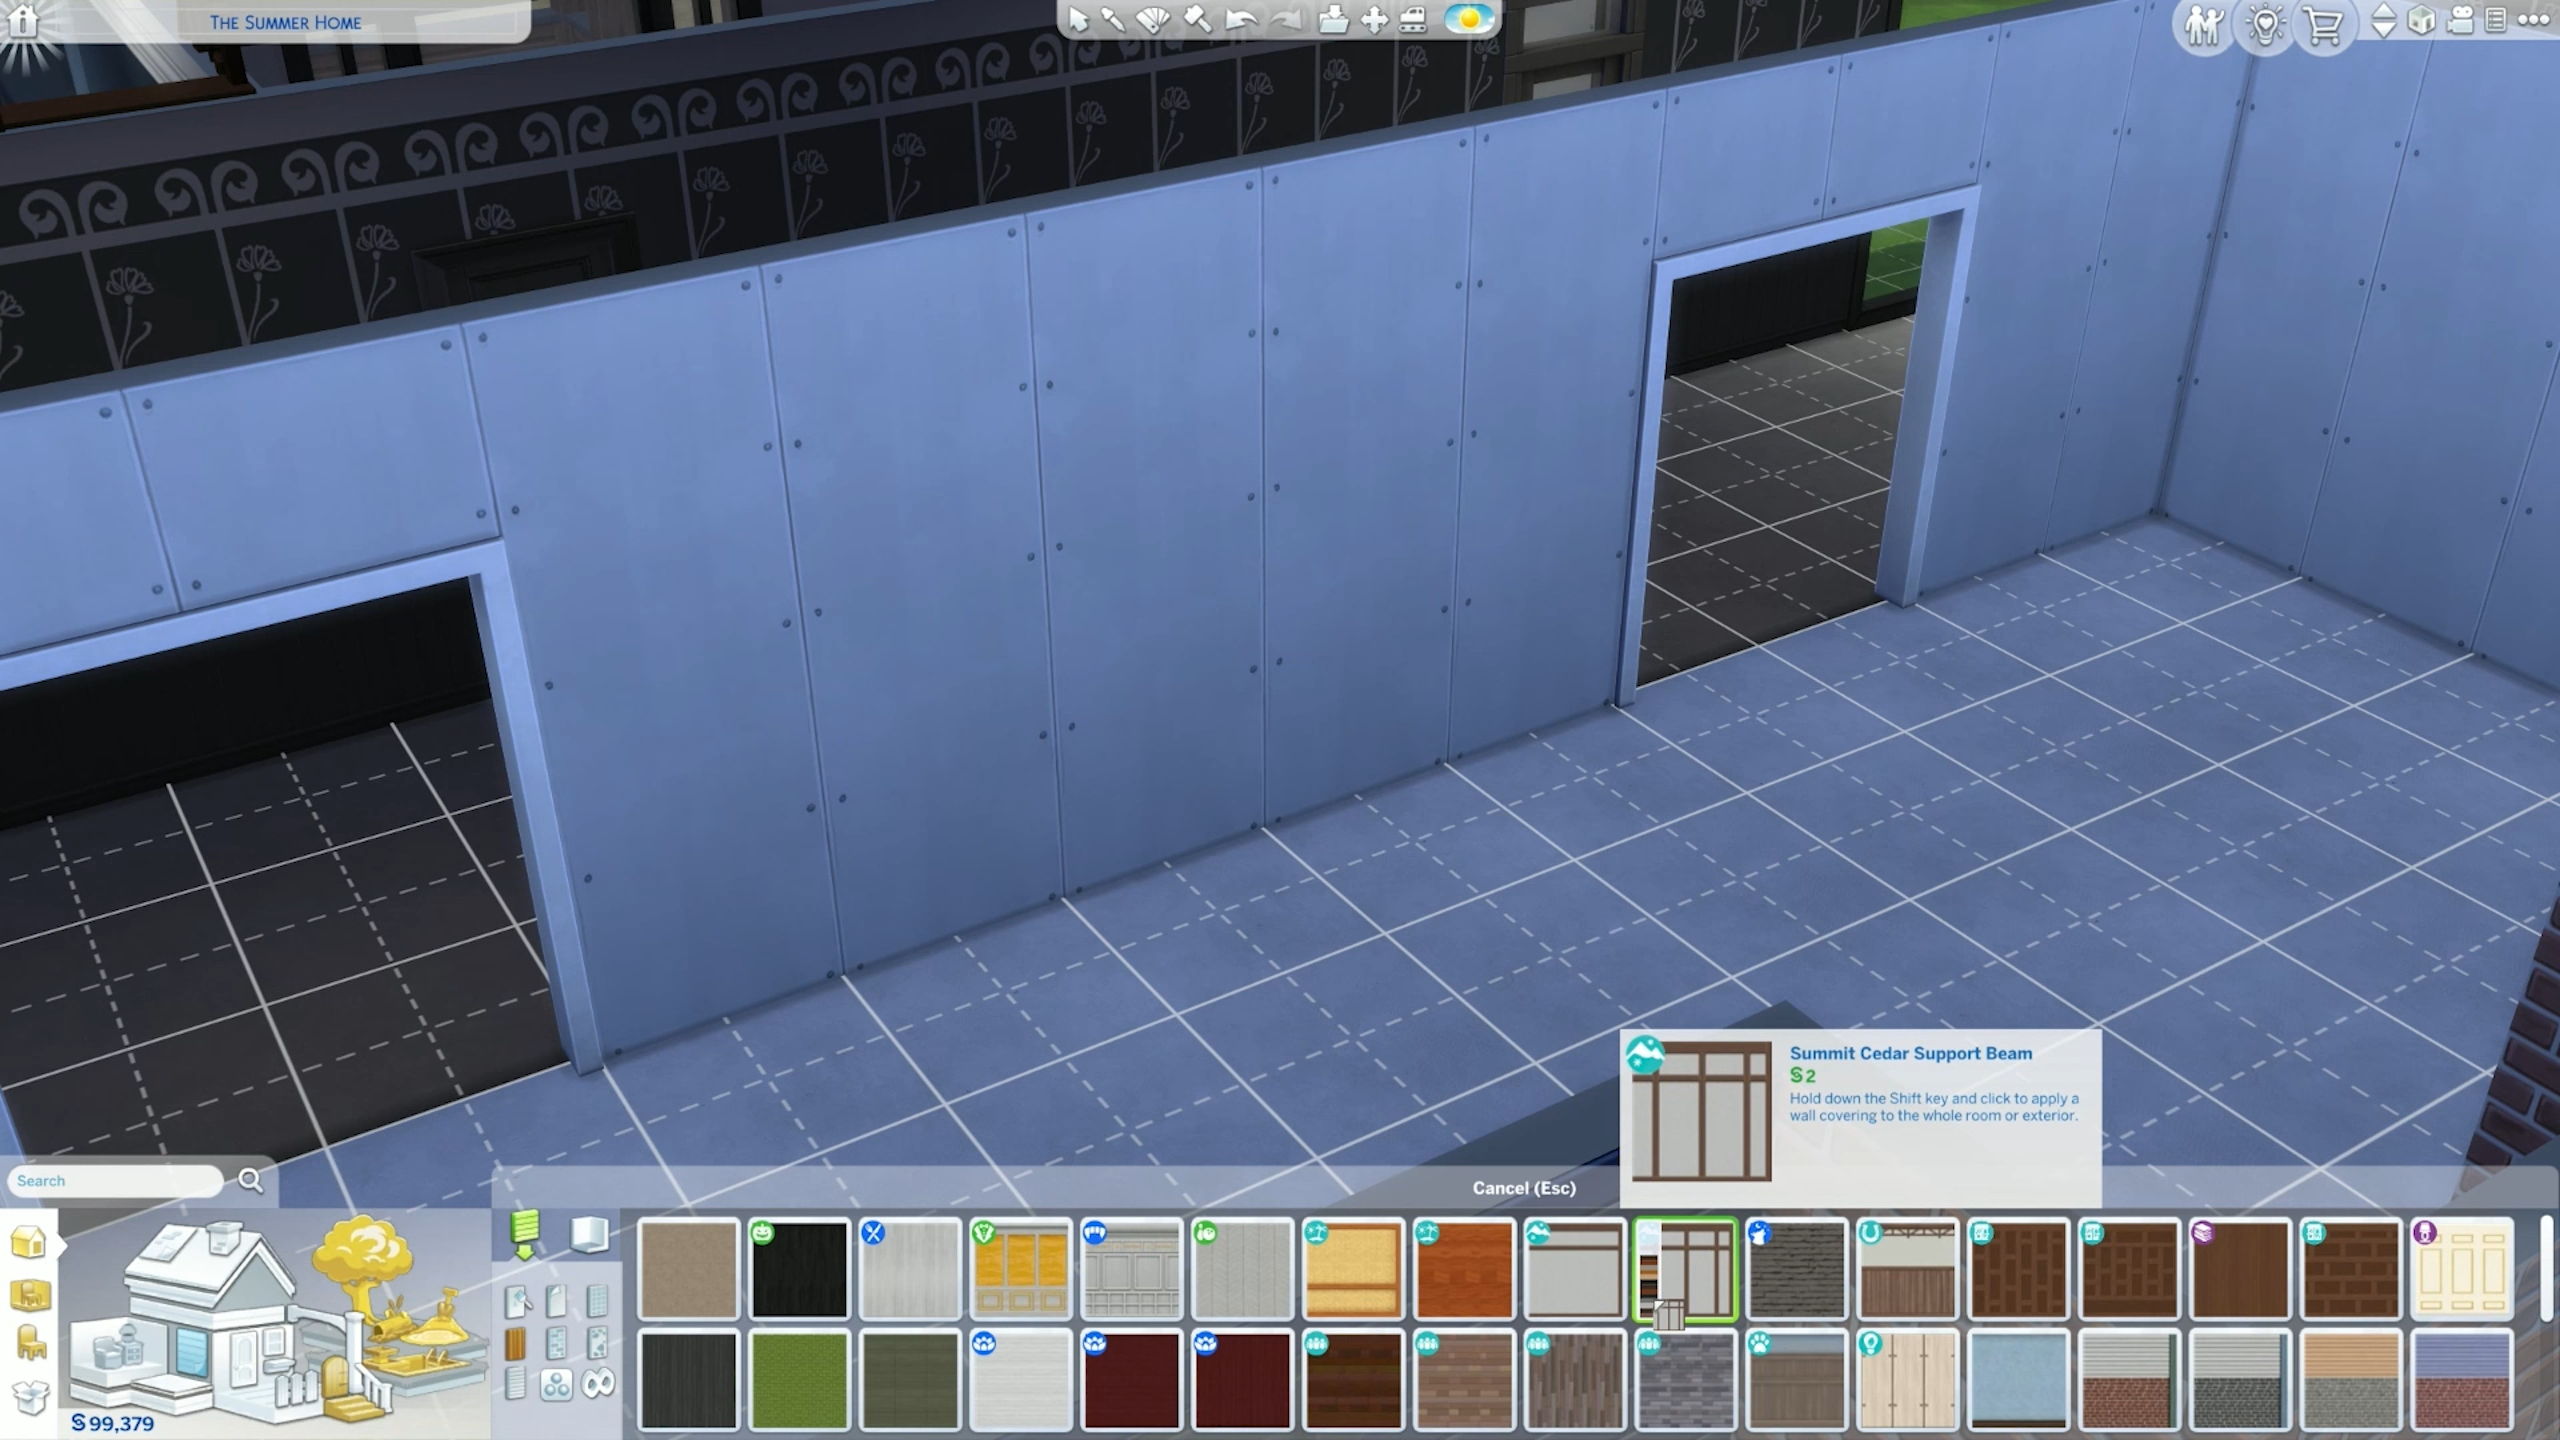 THE SUMMER HOME
Summit Cedar Support Beam
§2
Hold down the Shift key and click to apply a
wall covering to the whole room or exterior.
Search
Cancel (Esc)
§99,379